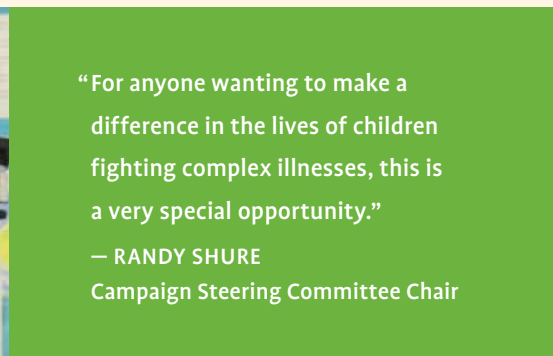 “For anyone wanting to make a
difference in the lives of children
fighting complex illnesses, this is
a very special opportunity.”
— RANDY SHURE
Campaign Steering Committee Chair